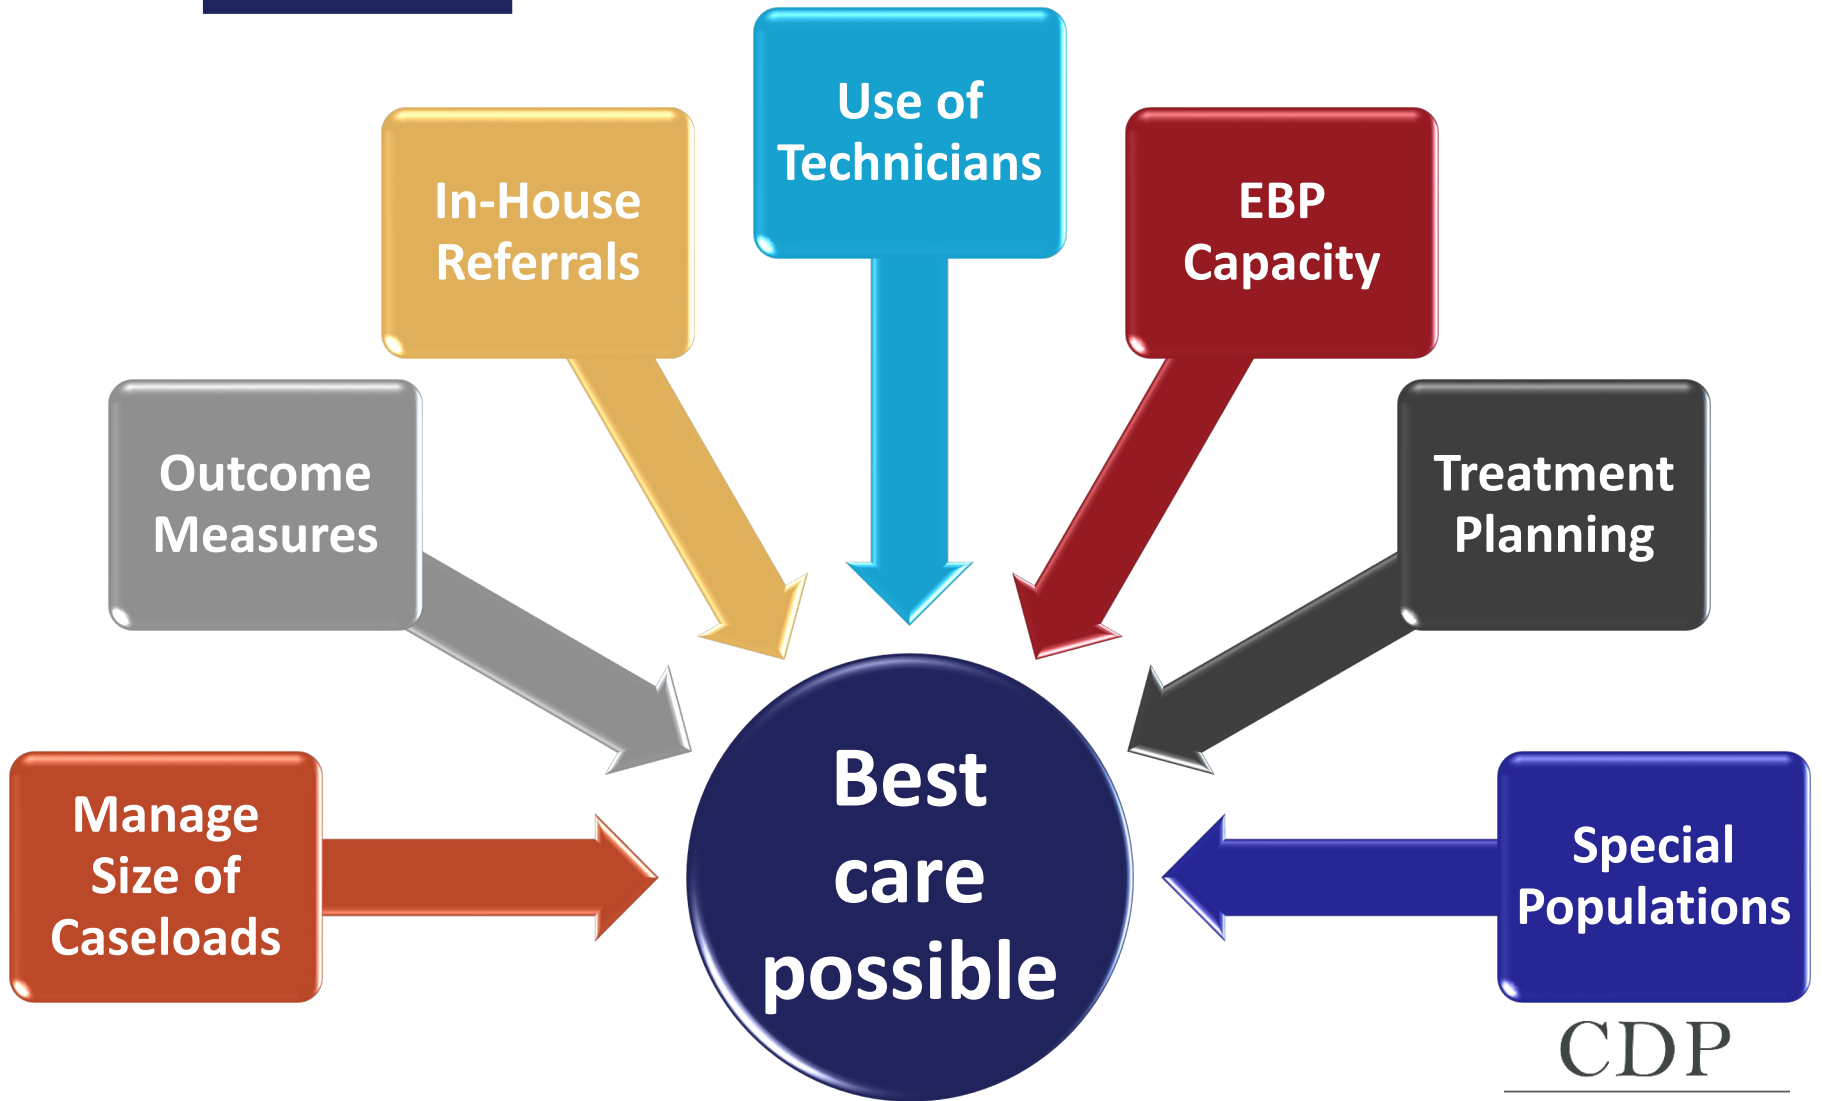 Use of
Technicians
In-House
Referrals
EBP
Capacity
Outcome
Measures
Treatment
Planning
Manage
Size of
Caseloads
Best
care
possible
Special
Populations
CDP